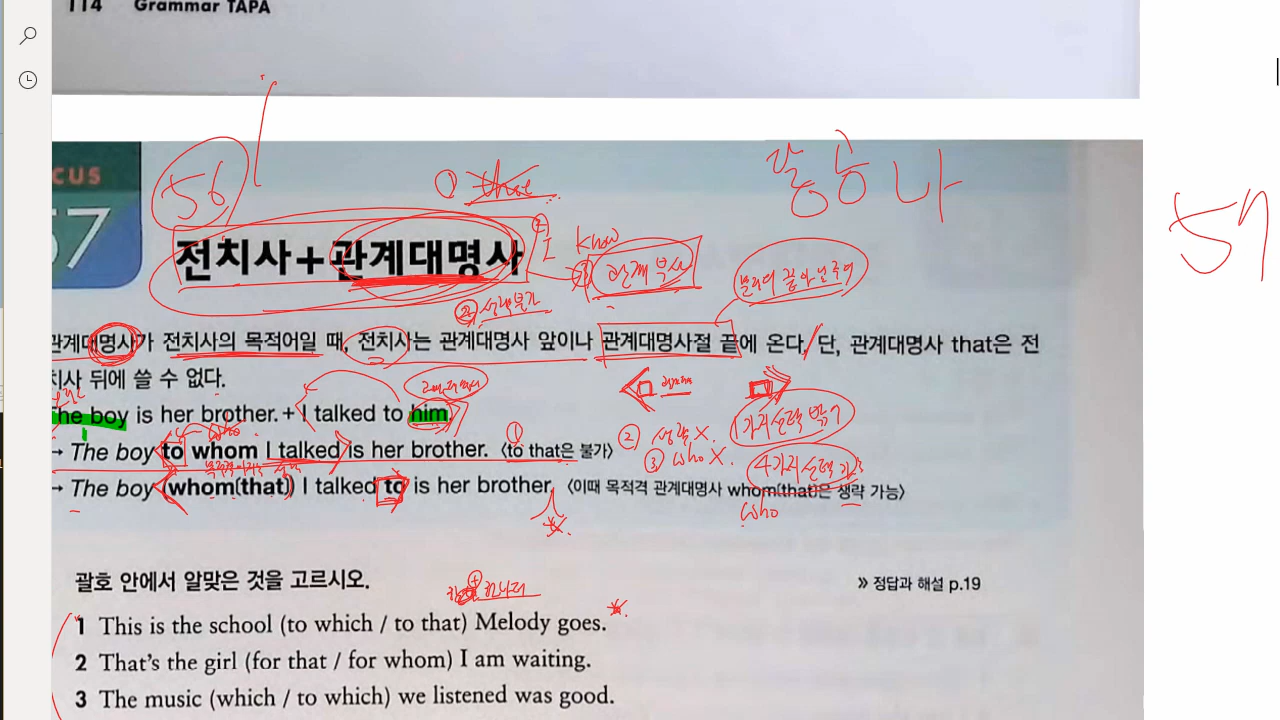 114 Grammar TAPA
CUS
56
① that
57
전치사+관계대명사
know
관계부사
59
② 생략불가
관계대명사가 전치사의 목적어일 때, 전치사는 관계대명사 앞이나 관계대명사절 끝에 온다. 단, 관계대명사 that은 전
치사 뒤에 쓸 수 없다.
The boy is her brother. + I talked to him.
who
①
② 생략 X.
→ The boy to whom I talked is her brother. 〈to that은 불가〉
③ who X.
→ The boy (whom(that)) I talked to is her brother. 〈이때 목적격 관계대명사 whom(that)은 생략 가능〉
who
괄호 안에서 알맞은 것을 고르시오.
» 정답과 해설 p.19
1 This is the school (to which / to that) Melody goes.
2 That's the girl (for that / for whom) I am waiting.
3 The music (which / to which) we listened was good.